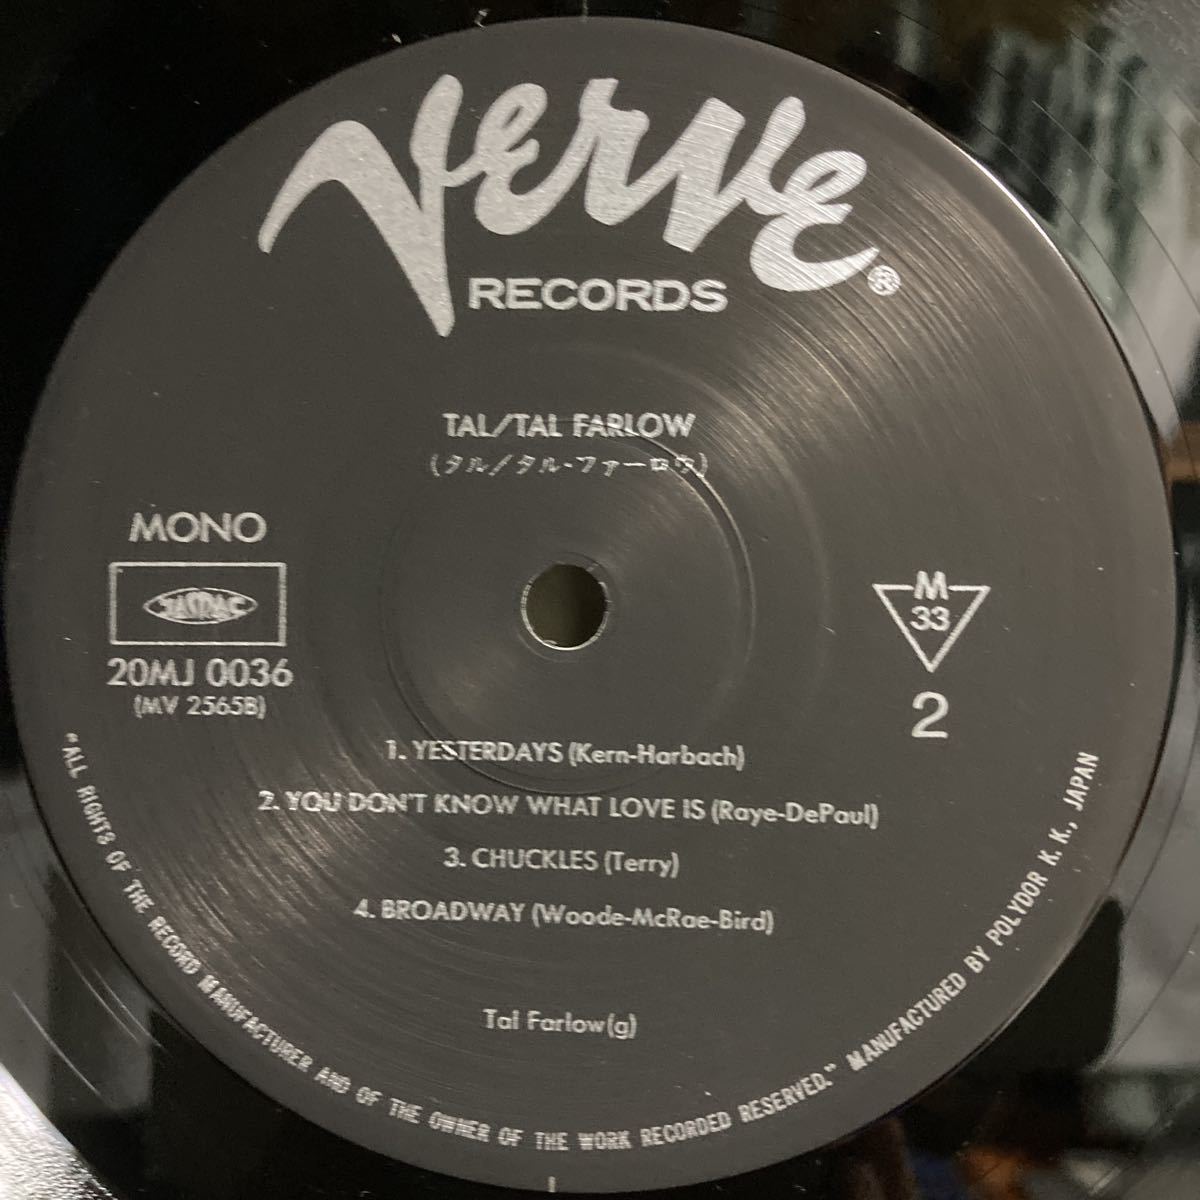 Verve®
RECORDS
TAL/TAL FARLOW
(タル/タル・ファーロウ)
MONO
JASRAC
20MJ 0036
(MV 2565B)
M
33
2
1. YESTERDAYS (Kern-Harbach)
2. YOU DON'T KNOW WHAT LOVE IS (Raye-DePaul)
3. CHUCKLES (Terry)
4. BROADWAY (Woode-McRae-Bird)
Tal Farlow(g)
"ALL RIGHTS OF THE RECORD MANUFACTURER AND OF THE OWNER OF THE WORK RECORDED RESERVED." MANUFACTURED BY POLYDOR K. K., JAPAN